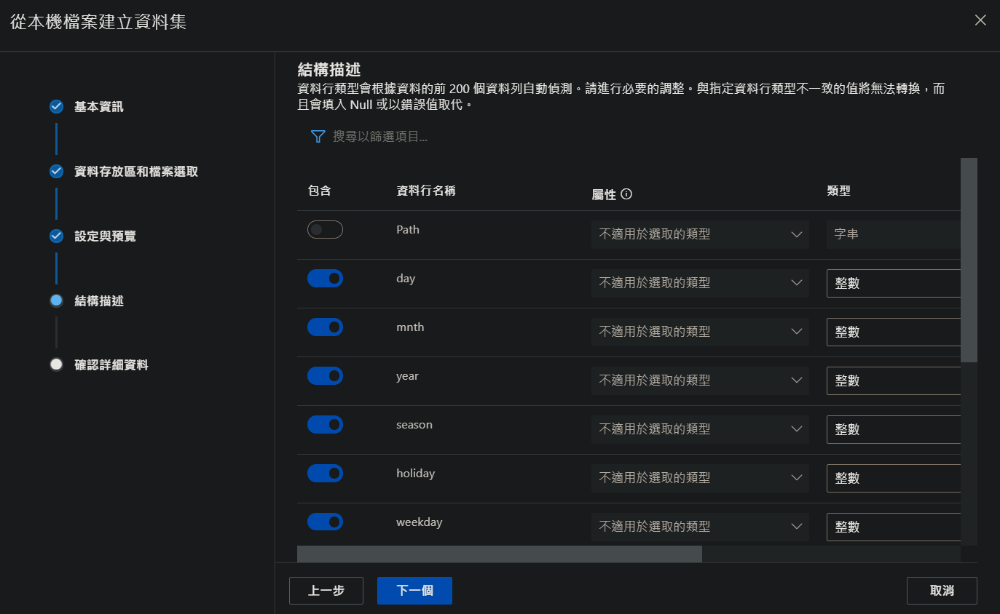 從本機檔案建立資料集
基本資訊
資料存放區和檔案選取
設定與預覽
結構描述
確認詳細資料
結構描述
資料行類型會根據資料的前 200 個資料列自動偵測。請進行必要的調整。與指定資料行類型不一致的值將無法轉換，而
且會填入 Null 或以錯誤值取代。
搜尋以篩選項目...
包含 資料行名稱 屬性 類型
Path 不適用於選取的類型 字串
day 不適用於選取的類型 整數
mnth 不適用於選取的類型 整數
year 不適用於選取的類型 整數
season 不適用於選取的類型 整數
holiday 不適用於選取的類型 整數
weekday 不適用於選取的類型 整數
上一步 下一個 取消